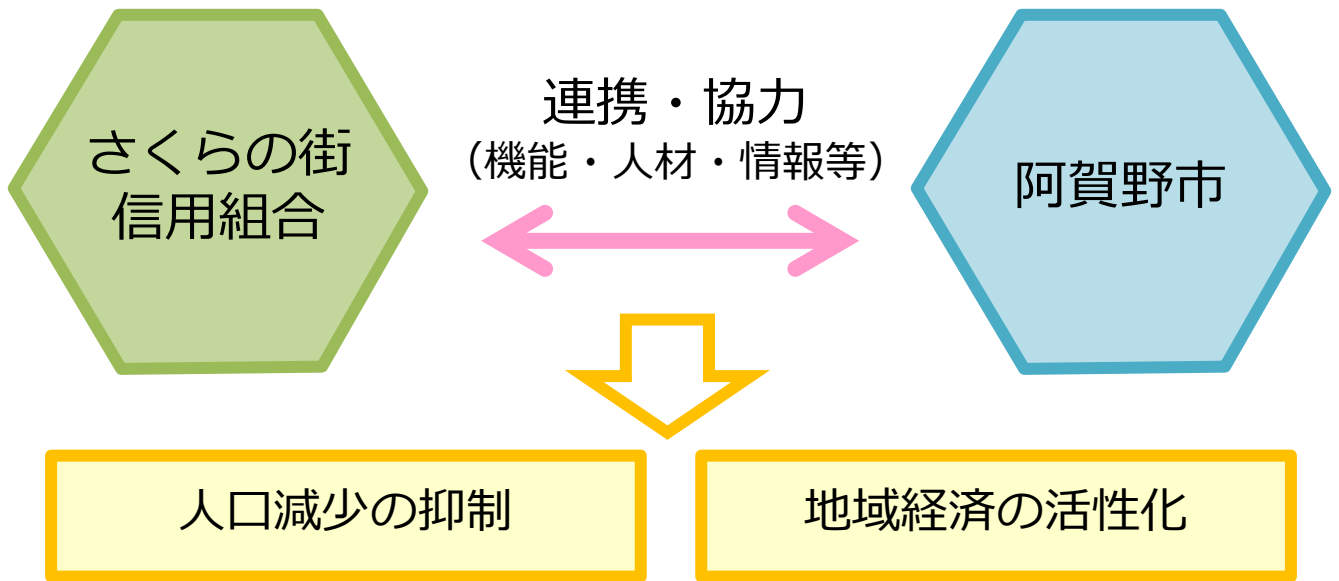 さくらの街
信用組合
連携・協力
（機能・人材・情報等）
阿賀野市
人口減少の抑制
地域経済の活性化